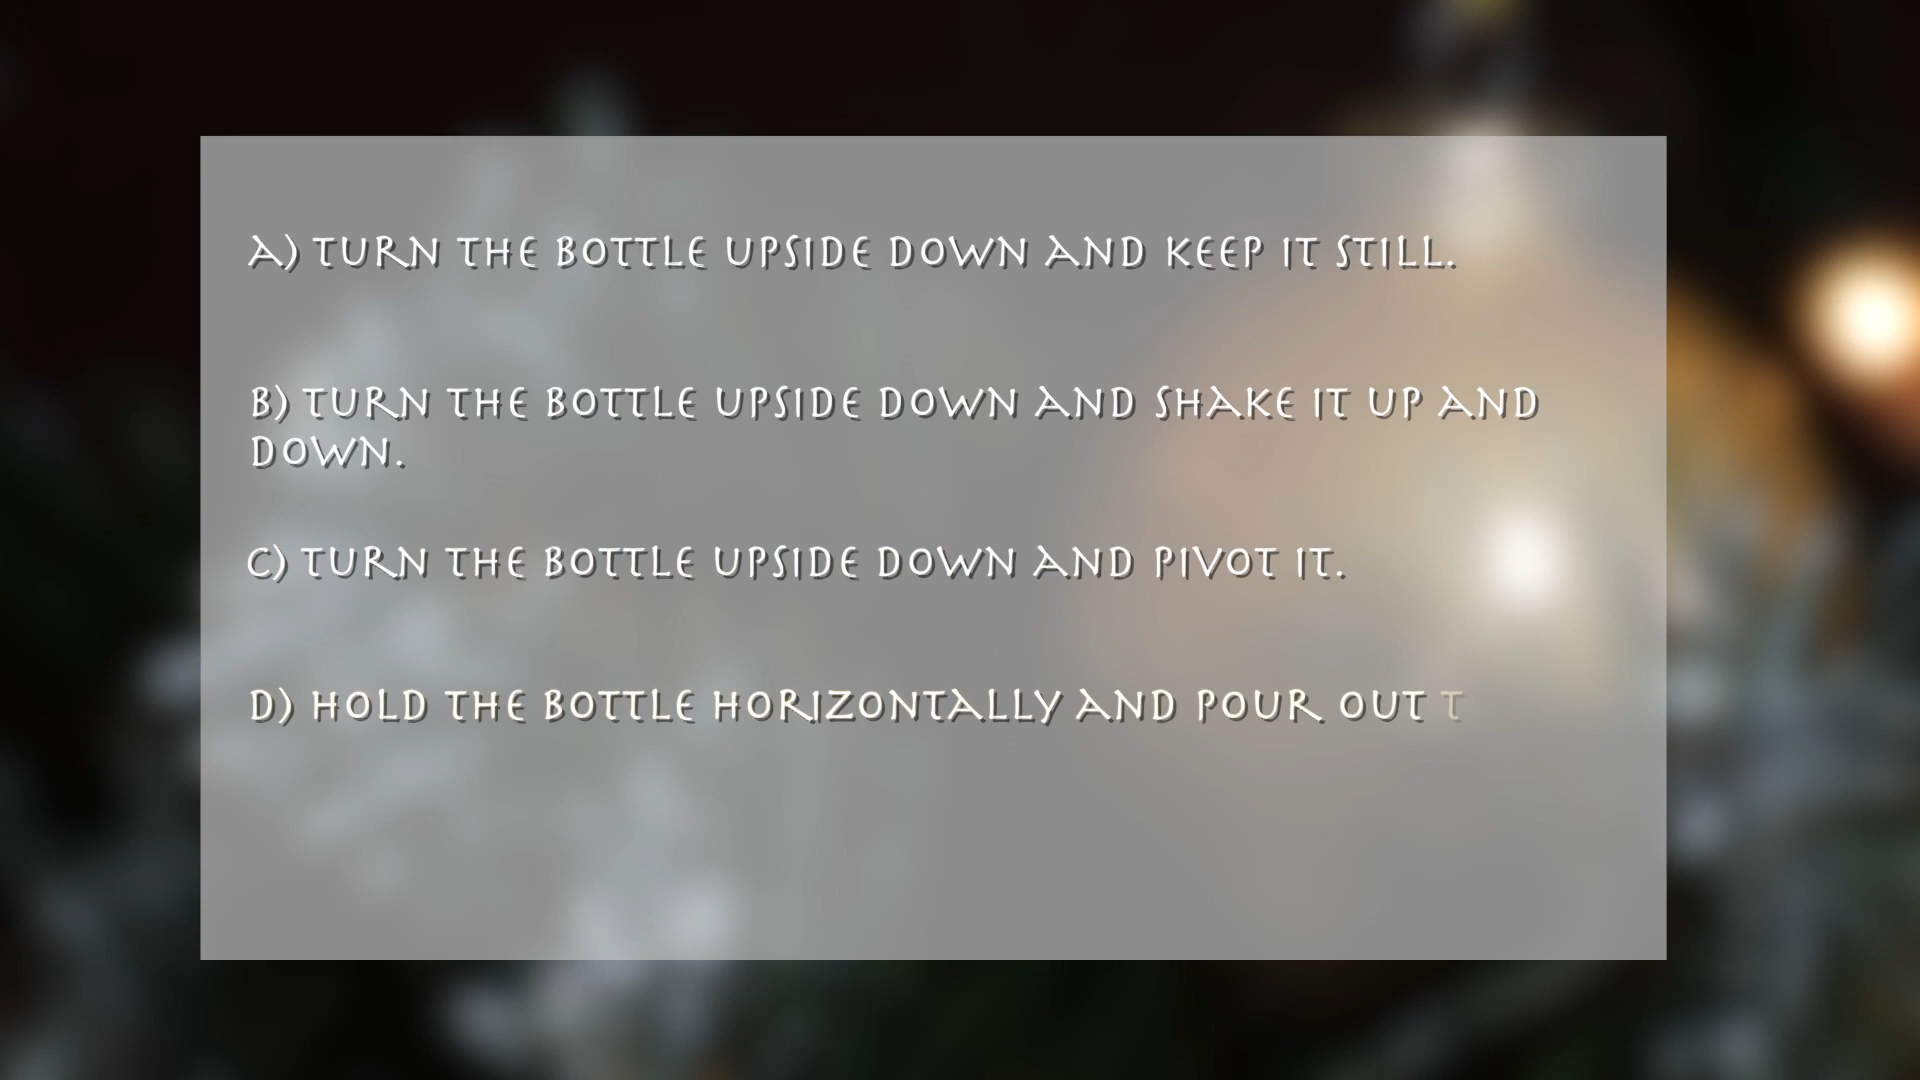 A) TURN THE BOTTLE UPSIDE DOWN AND KEEP IT STILL.
B) TURN THE BOTTLE UPSIDE DOWN AND SHAKE IT UP AND
DOWN.
C) TURN THE BOTTLE UPSIDE DOWN AND PIVOT IT.
D) HOLD THE BOTTLE HORIZONTALLY AND POUR OUT T